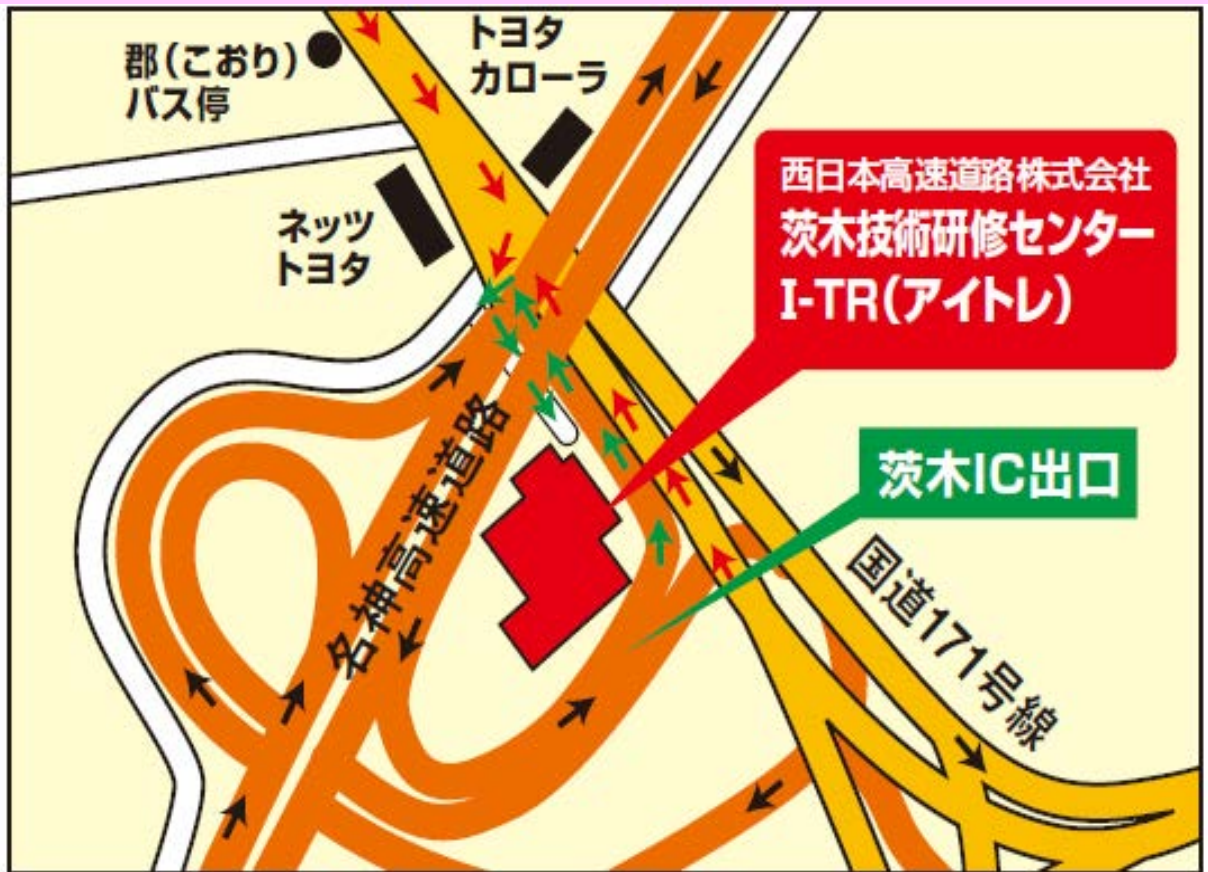 郡(こおり)
バス停
トヨタ
カローラ
ネッツ
トヨタ
西日本高速道路株式会社
茨木技術研修センター
I-TR(アイトレ)
茨木IC出口
名神高速道路
国道171号線